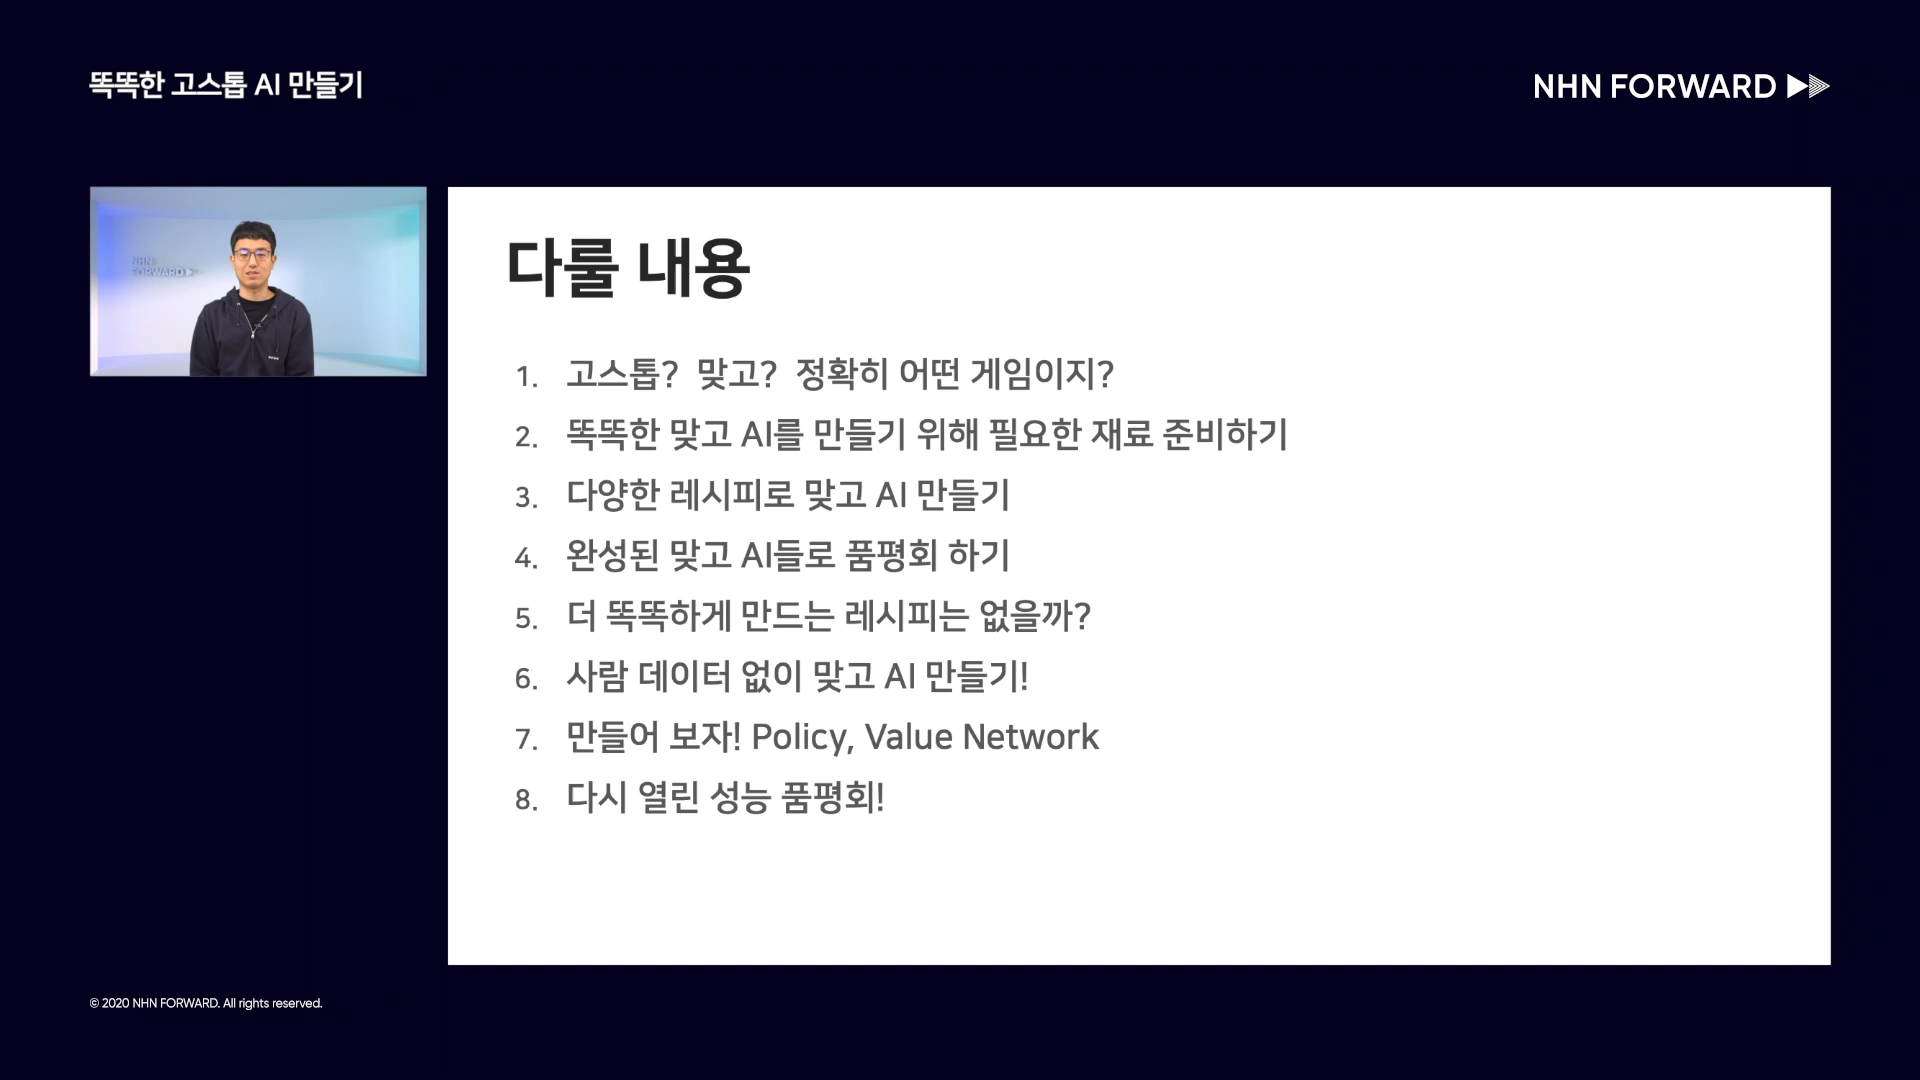 똑똑한 고스톱 AI 만들기
NHN FORWARD
NHN
FORWARD
다룰 내용
1. 고스톱? 맞고? 정확히 어떤 게임이지?
2. 똑똑한 맞고 AI를 만들기 위해 필요한 재료 준비하기
3. 다양한 레시피로 맞고 AI 만들기
4. 완성된 맞고 AI들로 품평회 하기
5. 더 똑똑하게 만드는 레시피는 없을까?
6. 사람 데이터 없이 맞고 AI 만들기!
7. 만들어 보자! Policy, Value Network
8. 다시 열린 성능 품평회!
© 2020 NHN FORWARD. All rights reserved.